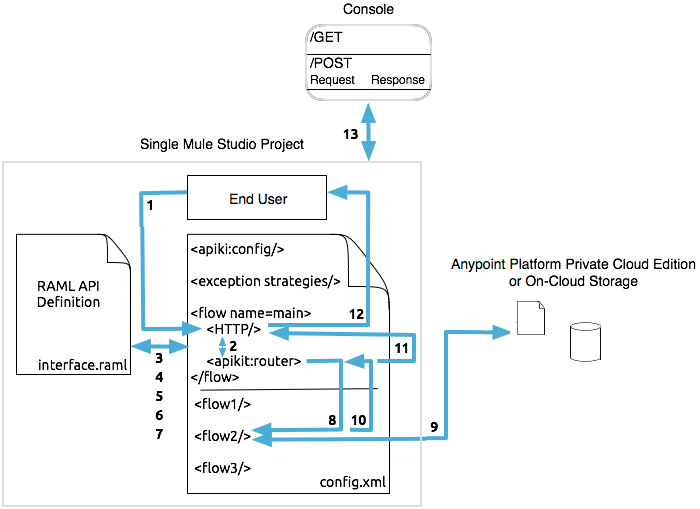 Console
/GET
/POST
Request Response
13
Single Mule Studio Project
1
End User
RAML API
Definition
interface.raml
<apiki:config/>
<exception strategies/>
<flow name=main>
<HTTP/>
12
2
11
<apikit:router>
</flow>
3
4
5
6
7
<flow1/>
8
10
<flow2/>
9
<flow3/>
config.xml
Anypoint Platform Private Cloud Edition
or On-Cloud Storage